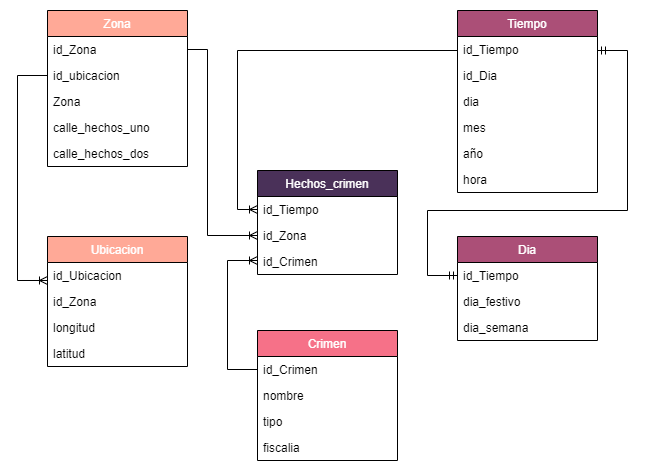 Zona
id_Zona
id_ubicacion
Zona
calle_hechos_uno
calle_hechos_dos
Tiempo
id_Tiempo
id_Dia
dia
mes
año
hora
Hechos_crimen
id_Tiempo
id_Zona
id_Crimen
Ubicacion
id_Ubicacion
id_Zona
longitud
latitud
Dia
id_Tiempo
dia_festivo
dia_semana
Crimen
id_Crimen
nombre
tipo
fiscalia